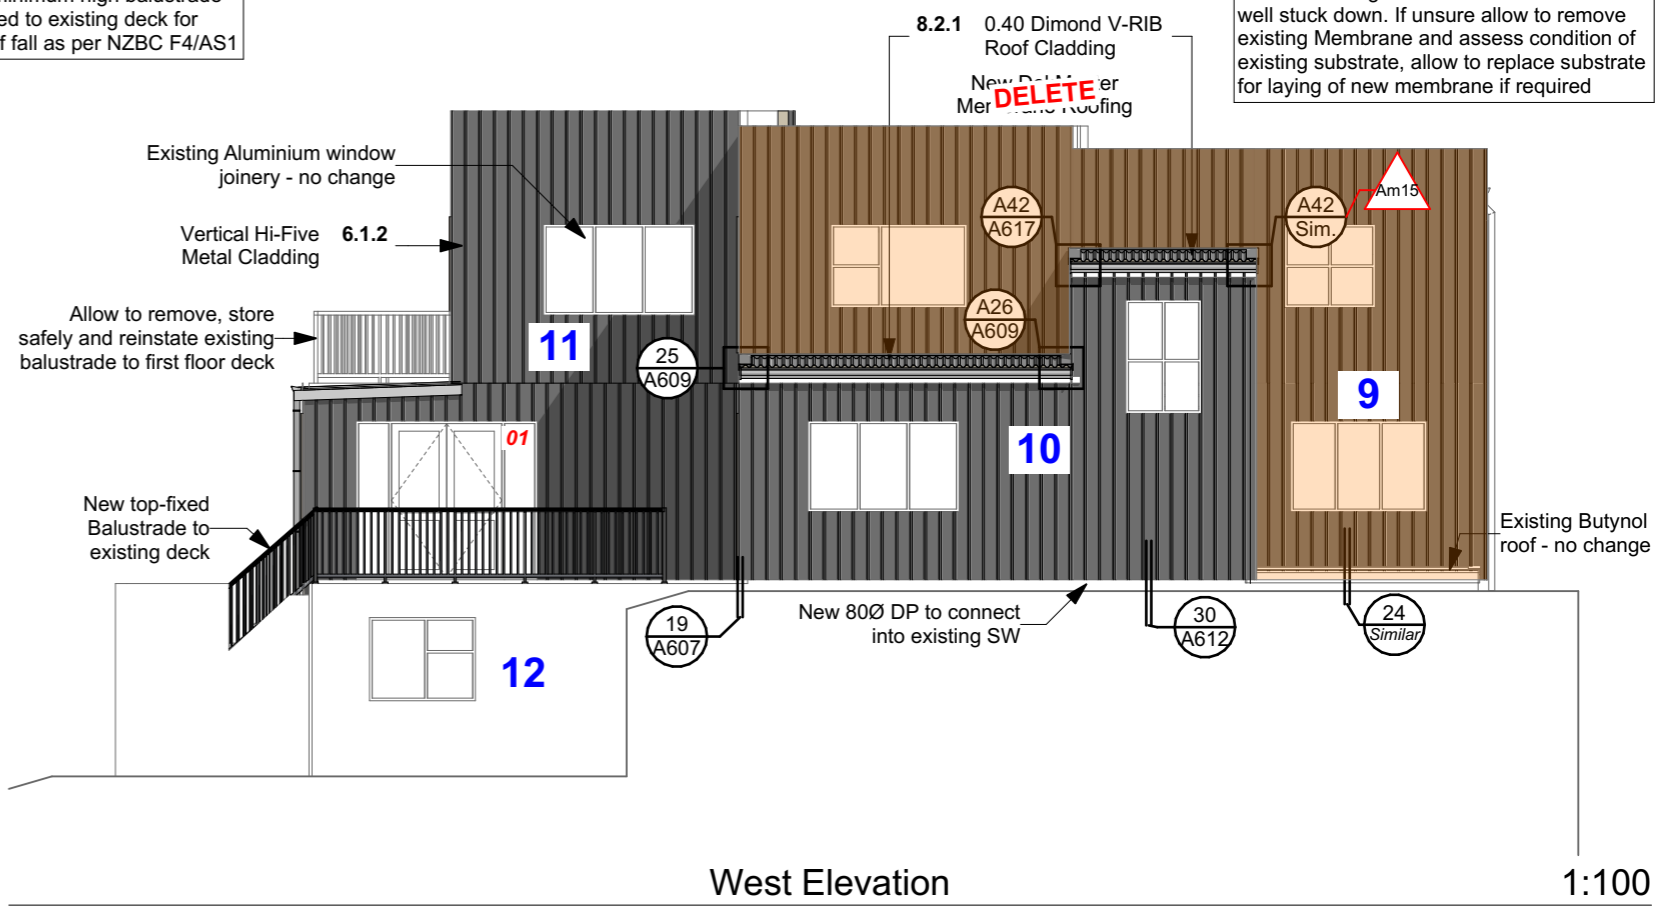 minimum high balustrade
ed to existing deck for
f fall as per NZBC F4/AS1
well stuck down. If unsure allow to remove
existing Membrane and assess condition of
existing substrate, allow to replace substrate
for laying of new membrane if required
8.2.1 0.40 Dimond V-RIB
Roof Cladding
New
DELETE
Roofing
Existing Aluminium window
joinery - no change
Vertical Hi-Five 6.1.2
Metal Cladding
Allow to remove, store
safely and reinstate existing
balustrade to first floor deck
A42
A617
A42
Sim.
Am15
A26
A609
25
A609
11
9
10
01
New top-fixed
Balustrade to
existing deck
Existing Butynol
roof - no change
New 80Ø DP to connect
into existing SW
19
A607
30
A612
24
Similar
12
West Elevation
1:100